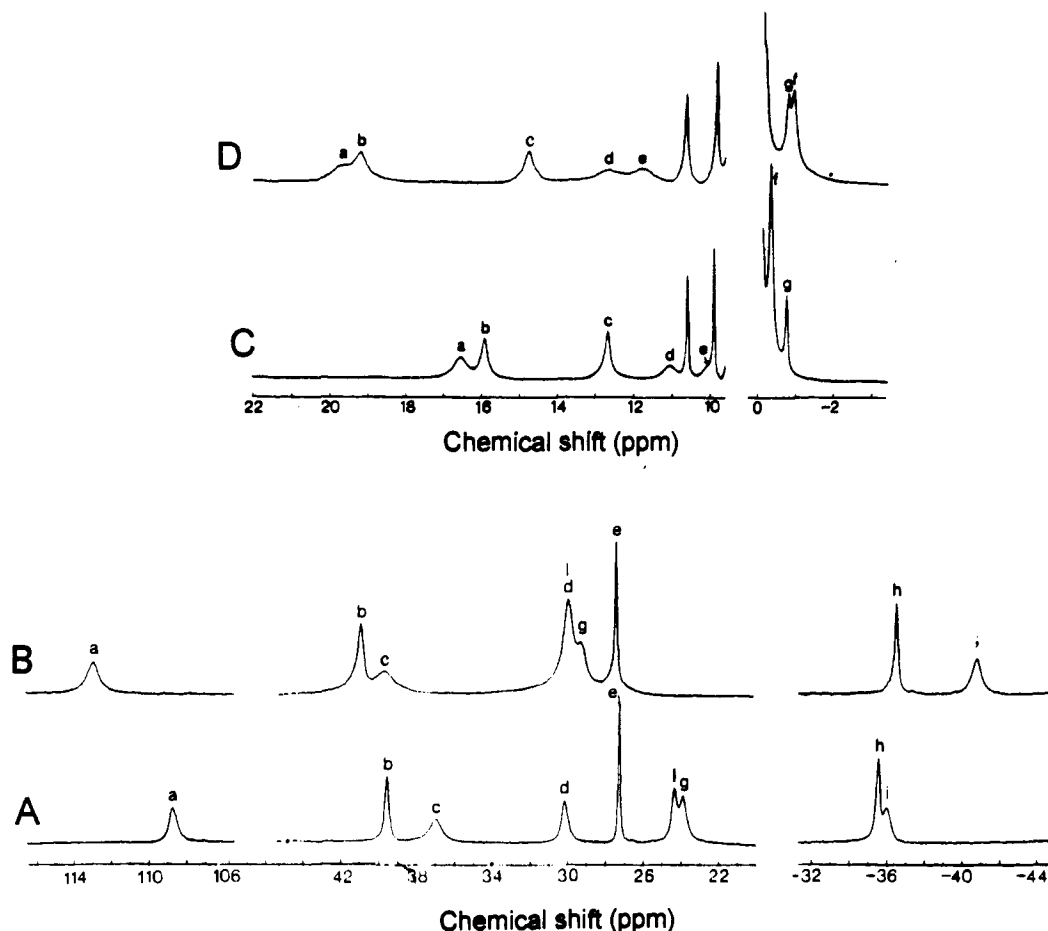 g f
D
a b c d e
f
g
C
a b c d e
22 20 18 16 14 12 10 0 -2
Chemical shift (ppm)
e
B
a b c d g h
A
a b c d e g h i
114 110 106 42 38 34 30 26 22 -32 -36 -40 -44
Chemical shift (ppm)